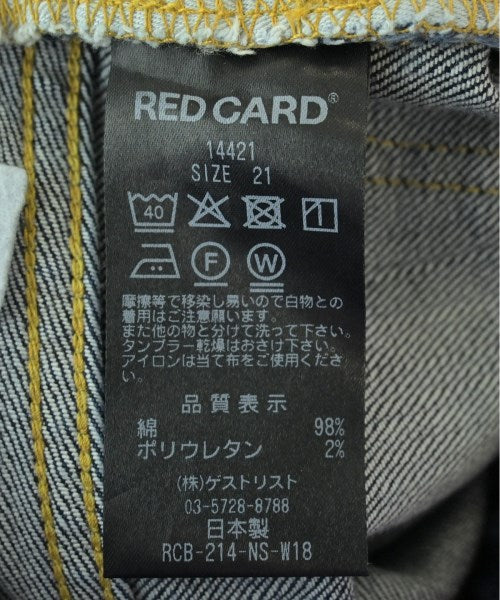 RED CARD®
14421
SIZE 21
40
F W
摩擦等で移染し易いので白物との
着用はご注意願います。
また他の物と分けて洗って下さい。
タンブラー乾燥はおさけ下さい。
アイロンは当て布をご使用くださ
い。
品質表示
綿 98%
ポリウレタン 2%
(株)ゲストリスト
03-5728-8788
日本製
RCB-214-NS-W18